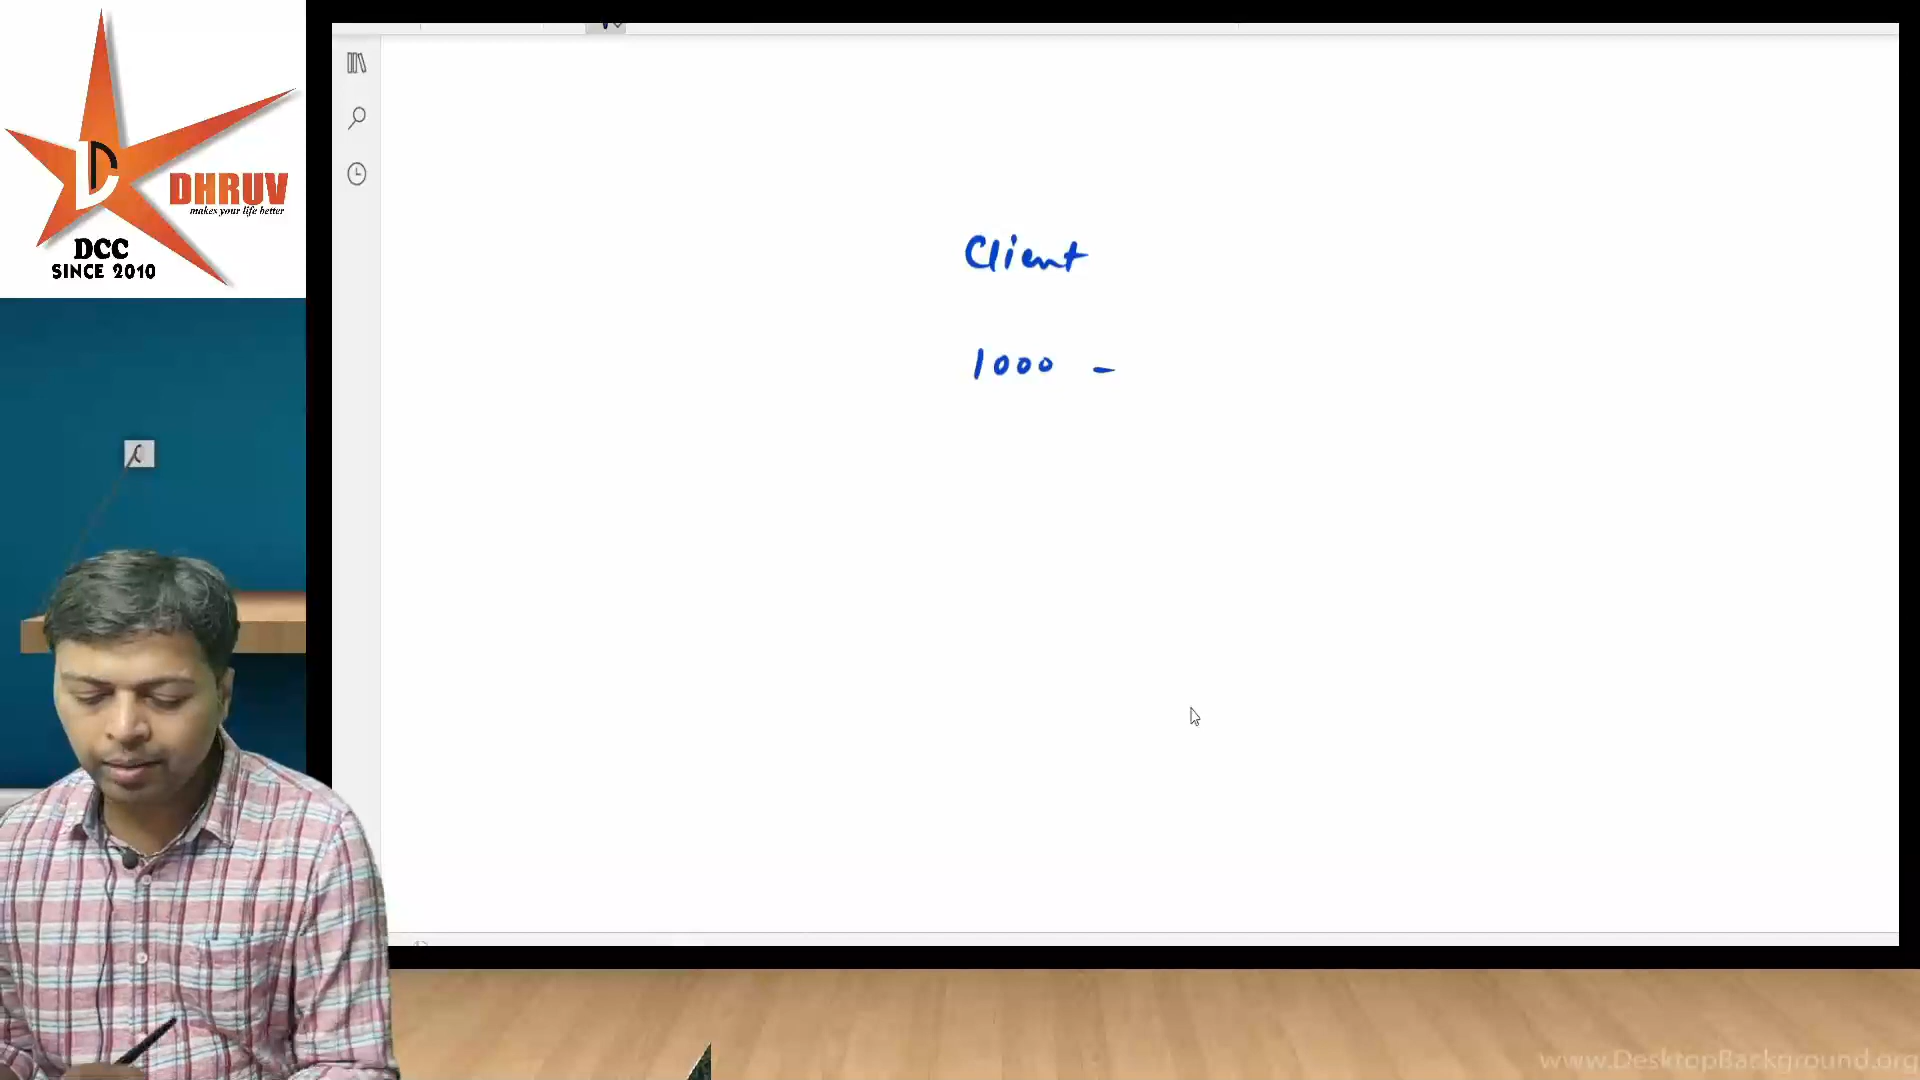 DHRUV
makes your life better
DCC
SINCE 2010
Client
1000 -
www.DesktopBackground.org